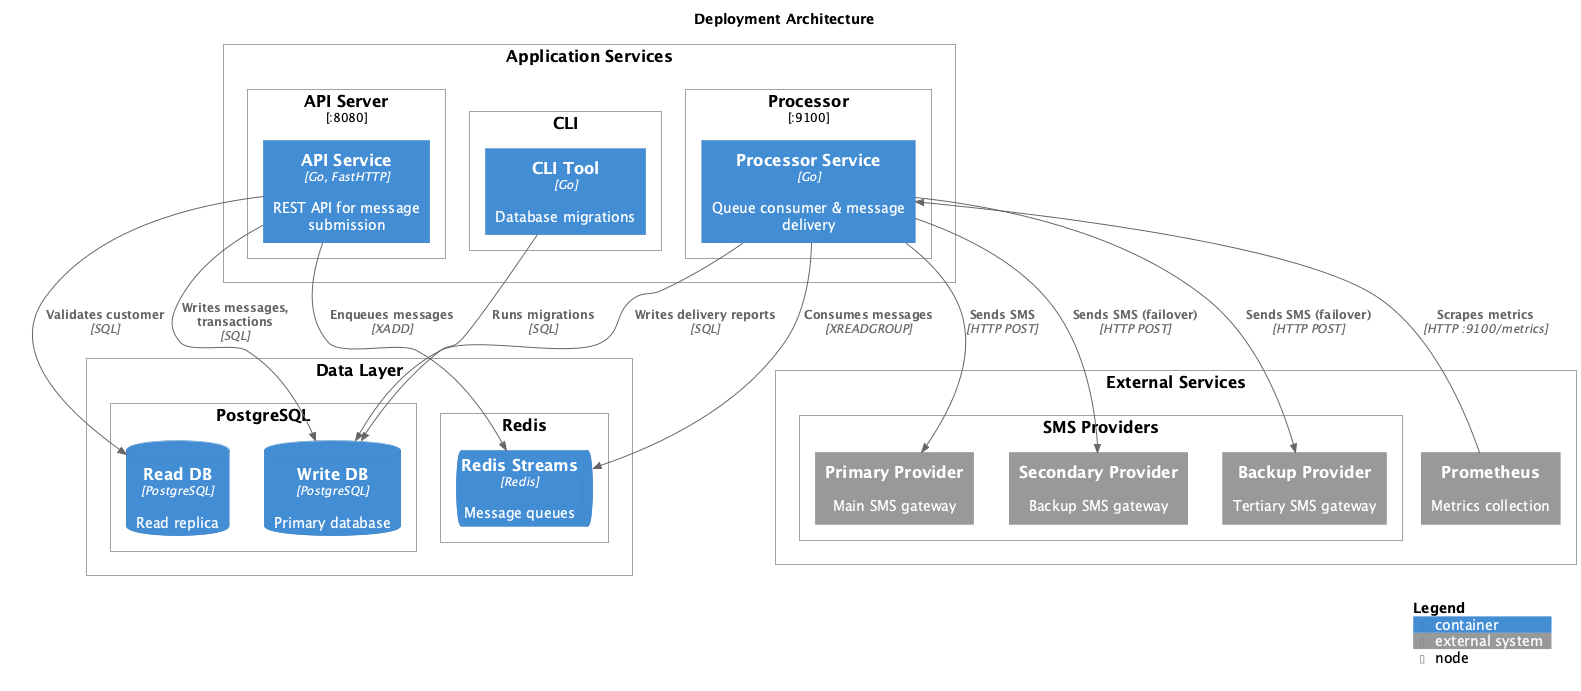 Deployment Architecture
Application Services
API Server
[:8080]
API Service
[Go, FastHTTP]
REST API for message
submission
CLI
CLI Tool
[Go]
Database migrations
Processor
[:9100]
Processor Service
[Go]
Queue consumer & message
delivery
Validates customer
[SQL]
Writes messages,
transactions
[SQL]
Enqueues messages
[XADD]
Runs migrations
[SQL]
Writes delivery reports
[SQL]
Consumes messages
[XREADGROUP]
Sends SMS
[HTTP POST]
Sends SMS (failover)
[HTTP POST]
Sends SMS (failover)
[HTTP POST]
Scrapes metrics
[HTTP :9100/metrics]
Data Layer
PostgreSQL
Read DB
[PostgreSQL]
Read replica
Write DB
[PostgreSQL]
Primary database
Redis
Redis Streams
[Redis]
Message queues
External Services
SMS Providers
Primary Provider
Main SMS gateway
Secondary Provider
Backup SMS gateway
Backup Provider
Tertiary SMS gateway
Prometheus
Metrics collection
Legend
container
external system
node